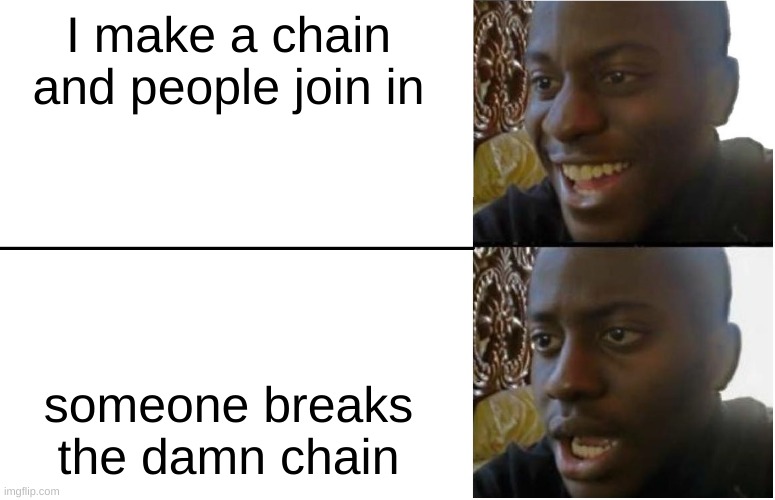 I make a chain
and people join in
someone breaks
the damn chain
imgflip.com